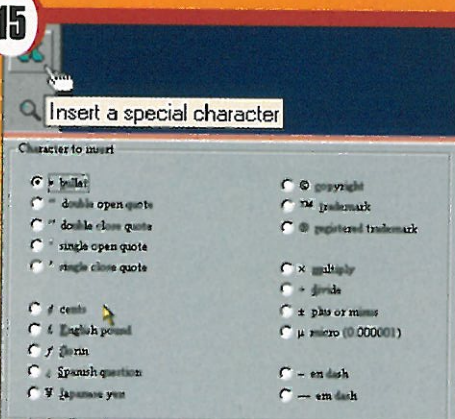 15
Insert a special character
Character to insert
• bullet
“ double open quote
” double close quote
‘ single open quote
’ single close quote
¢ cents
£ English pound
ƒ florin
¿ Spanish question
¥ Japanese yen
© copyright
™ trademark
® registered trademark
× multiply
÷ divide
± plus or minus
µ micro (0.000001)
– en dash
— em dash